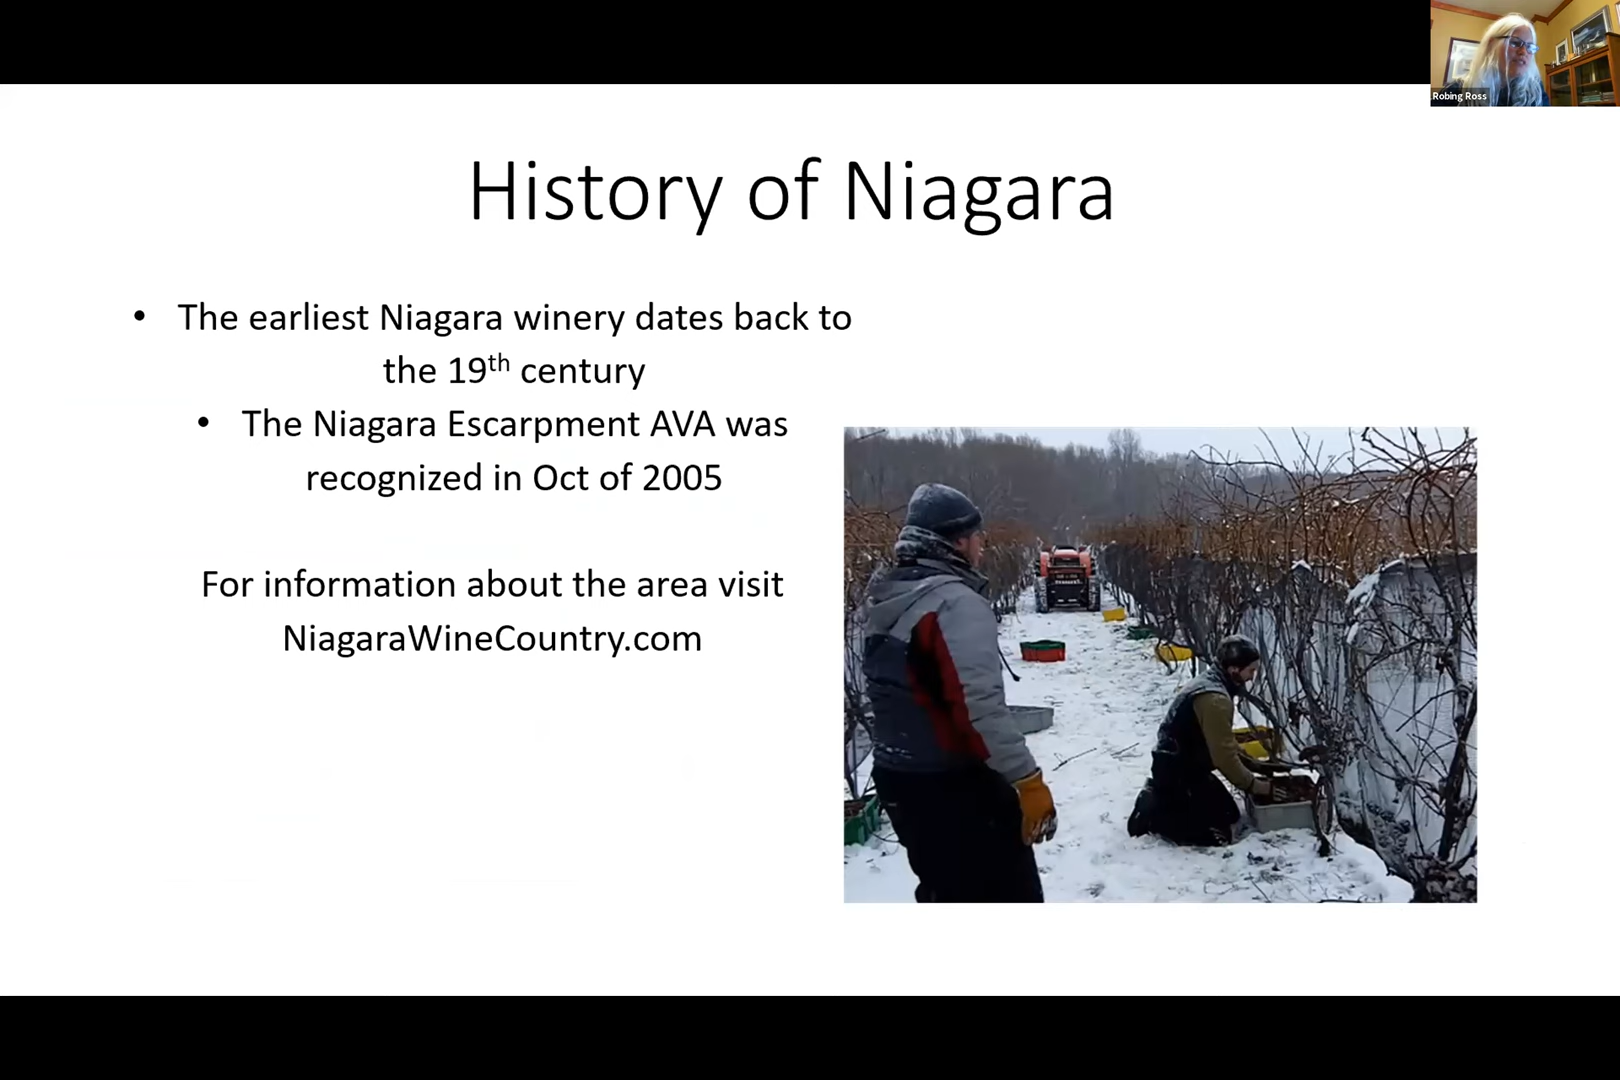 Robing Ross
History of Niagara
• The earliest Niagara winery dates back to
the 19th century
• The Niagara Escarpment AVA was
recognized in Oct of 2005
For information about the area visit
NiagaraWineCountry.com